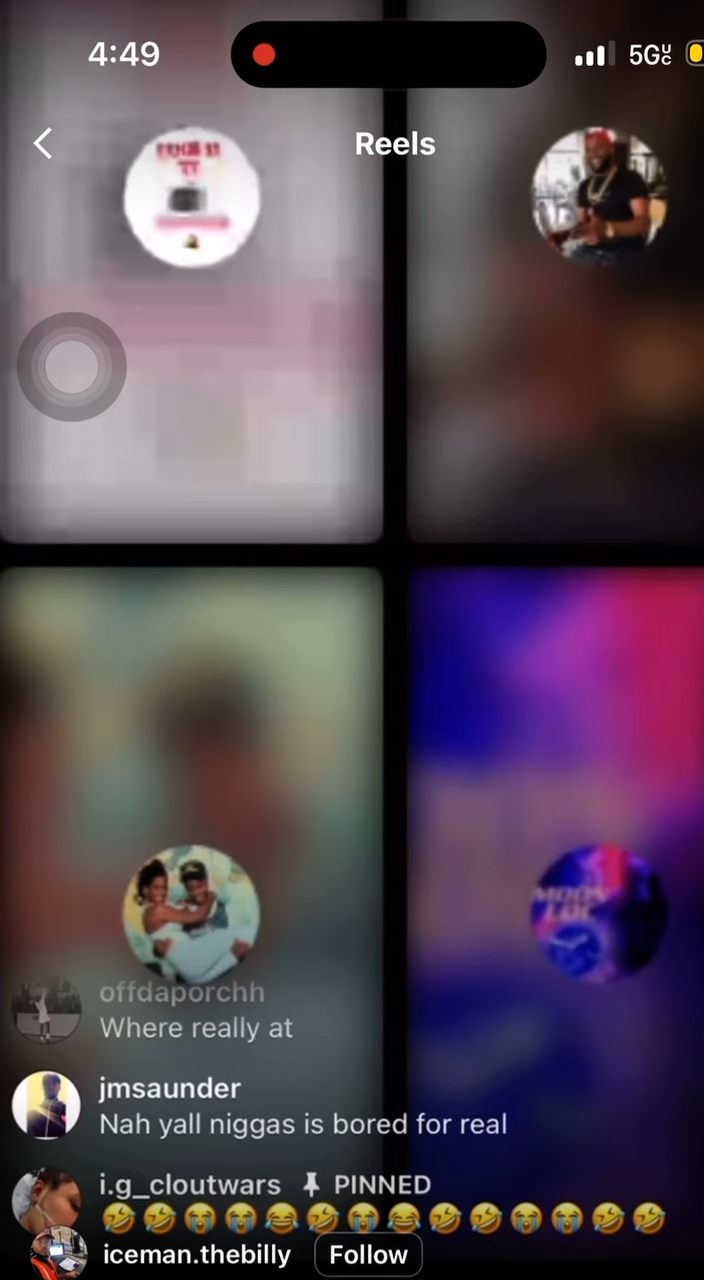 4:49
5G
Reels
offdaporchh
Where really at
jmsaunder
Nah yall niggas is bored for real
i.g_cloutwars PINNED
🤣🤣😭😭😂🤣😭😂🤣🤣😭😭🤣🤣
iceman.thebilly Follow